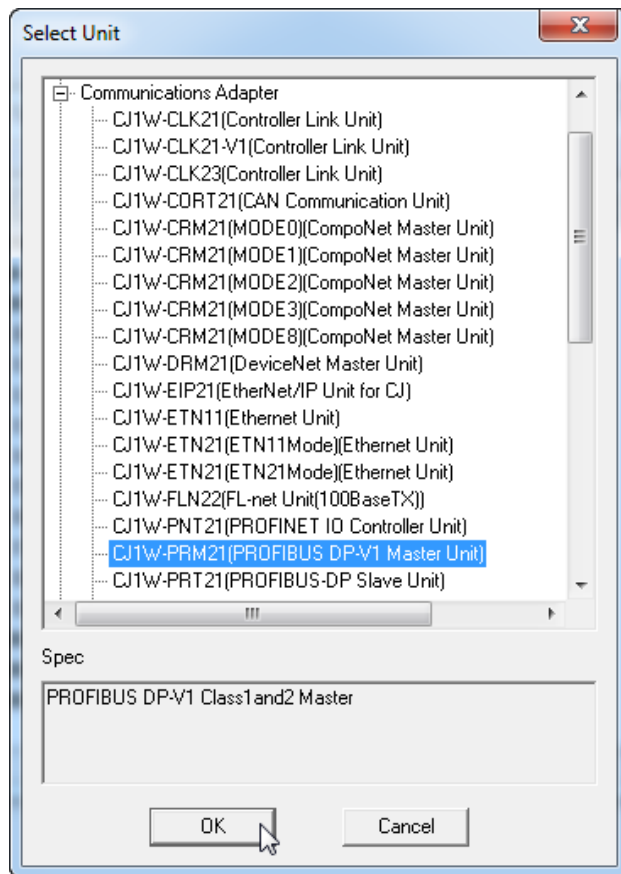 Select Unit
Communications Adapter
CJ1W-CLK21(Controller Link Unit)
CJ1W-CLK21-V1(Controller Link Unit)
CJ1W-CLK23(Controller Link Unit)
CJ1W-CORT21(CAN Communication Unit)
CJ1W-CRM21(MODE0)(CompoNet Master Unit)
CJ1W-CRM21(MODE1)(CompoNet Master Unit)
CJ1W-CRM21(MODE2)(CompoNet Master Unit)
CJ1W-CRM21(MODE3)(CompoNet Master Unit)
CJ1W-CRM21(MODE8)(CompoNet Master Unit)
CJ1W-DRM21(DeviceNet Master Unit)
CJ1W-EIP21(EtherNet/IP Unit for CJ)
CJ1W-ETN11(Ethernet Unit)
CJ1W-ETN21(ETN11Mode)(Ethernet Unit)
CJ1W-ETN21(ETN21Mode)(Ethernet Unit)
CJ1W-FLN22(FL-net Unit(100BaseTX))
CJ1W-PNT21(PROFINET IO Controller Unit)
CJ1W-PRM21(PROFIBUS DP-V1 Master Unit)
CJ1W-PRT21(PROFIBUS-DP Slave Unit)
Spec
PROFIBUS DP-V1 Class1and2 Master
OK
Cancel